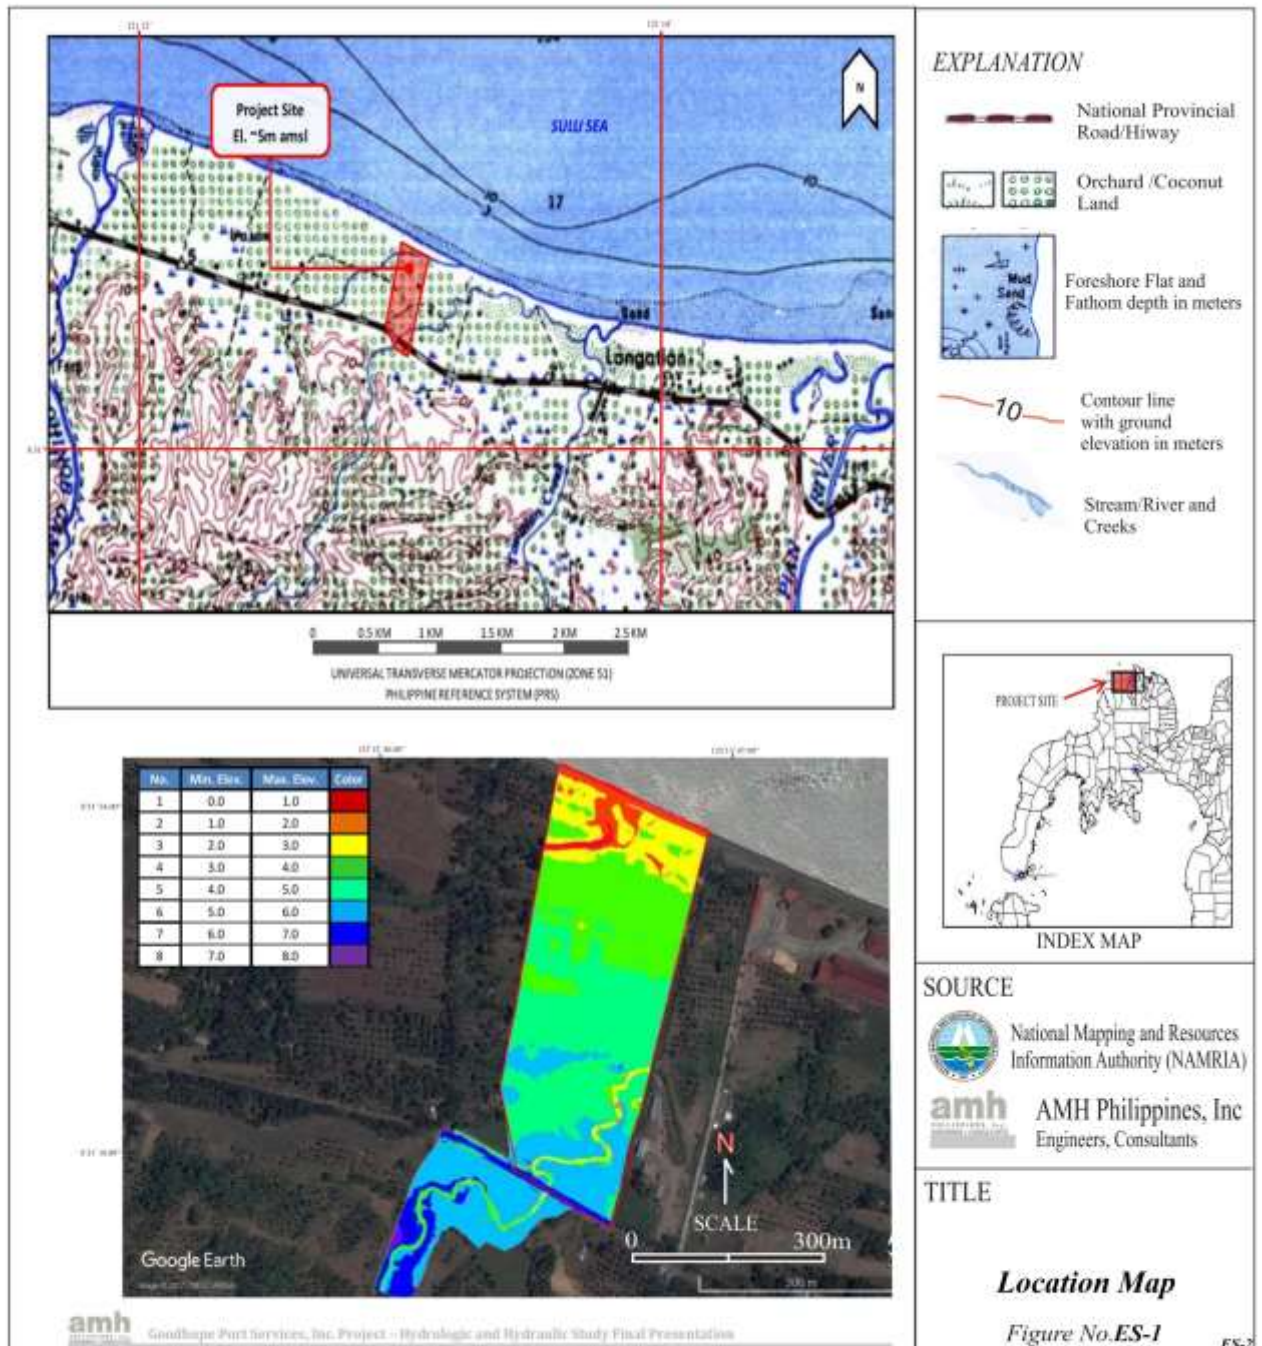 EXPLANATION
National Provincial
Road/Hiway
Orchard /Coconut
Land
Mud
Sand
Foreshore Flat and
Fathom depth in meters
10
Contour line
with ground
elevation in meters
Stream/River and
Creeks
Project Site
El. ~5m amsl
SULU SEA
N
17
10
5
Sand
Longation
RIVER
0 0.5 KM 1 KM 1.5 KM 2 KM 2.5 KM
UNIVERSAL TRANSVERSE MERCATOR PROJECTION (ZONE 51)
PHILIPPINE REFERENCE SYSTEM (PRS)
PROJECT SITE
INDEX MAP
No. Min. Elev. Max. Elev. Color
1 0.0 1.0
2 1.0 2.0
3 2.0 3.0
4 3.0 4.0
5 4.0 5.0
6 5.0 6.0
7 6.0 7.0
8 7.0 8.0
N
SCALE
0 300m
Google Earth
300 m
SOURCE
National Mapping and Resources
Information Authority (NAMRIA)
amh
AMH Philippines, Inc
Engineers, Consultants
TITLE
Location Map
Figure No.ES-1
amh
Goodhope Port Services, Inc. Project – Hydrologic and Hydraulic Study Final Presentation